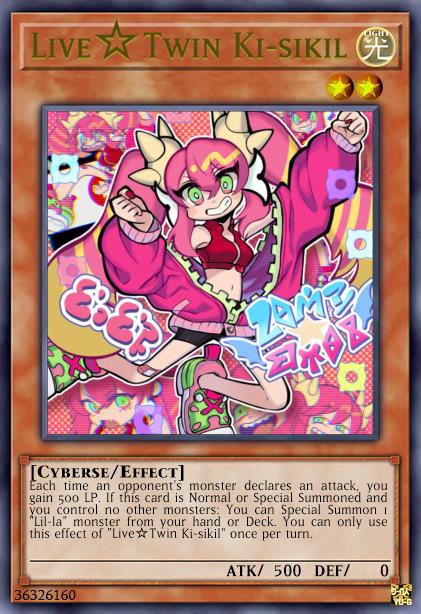 Live☆Twin Ki-sikil
LIGHT
光
[Cyberse/Effect]
Each time an opponent's monster declares an attack, you
gain 500 LP. If this card is Normal or Special Summoned and
you control no other monsters: You can Special Summon 1
"Lil-la" monster from your hand or Deck. You can only use
this effect of "Live☆Twin Ki-sikil" once per turn.
ATK/ 500 DEF/ 0
36326160